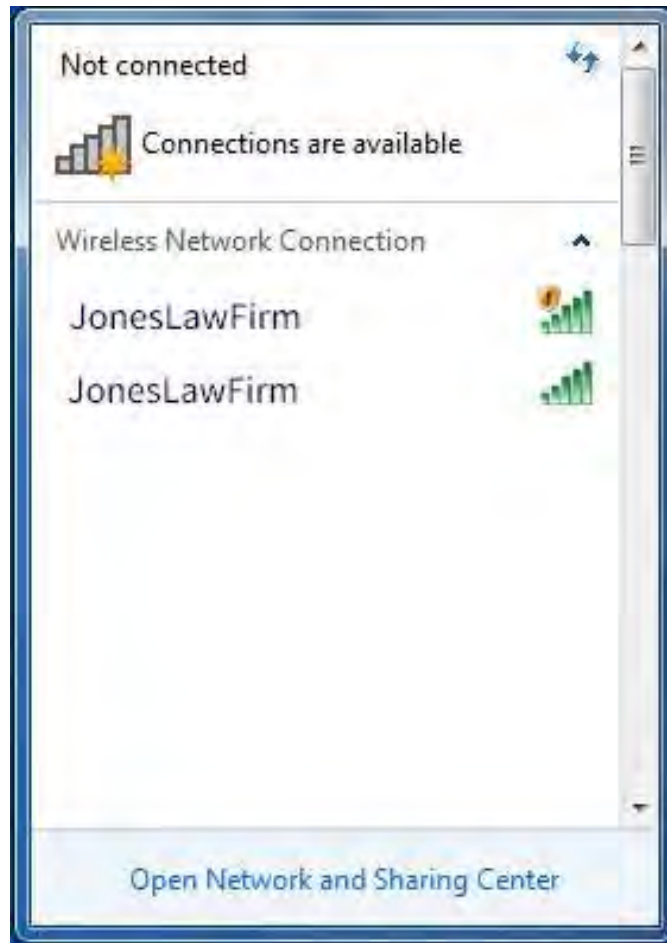 Not connected
Connections are available
Wireless Network Connection
JonesLawFirm
JonesLawFirm
Open Network and Sharing Center